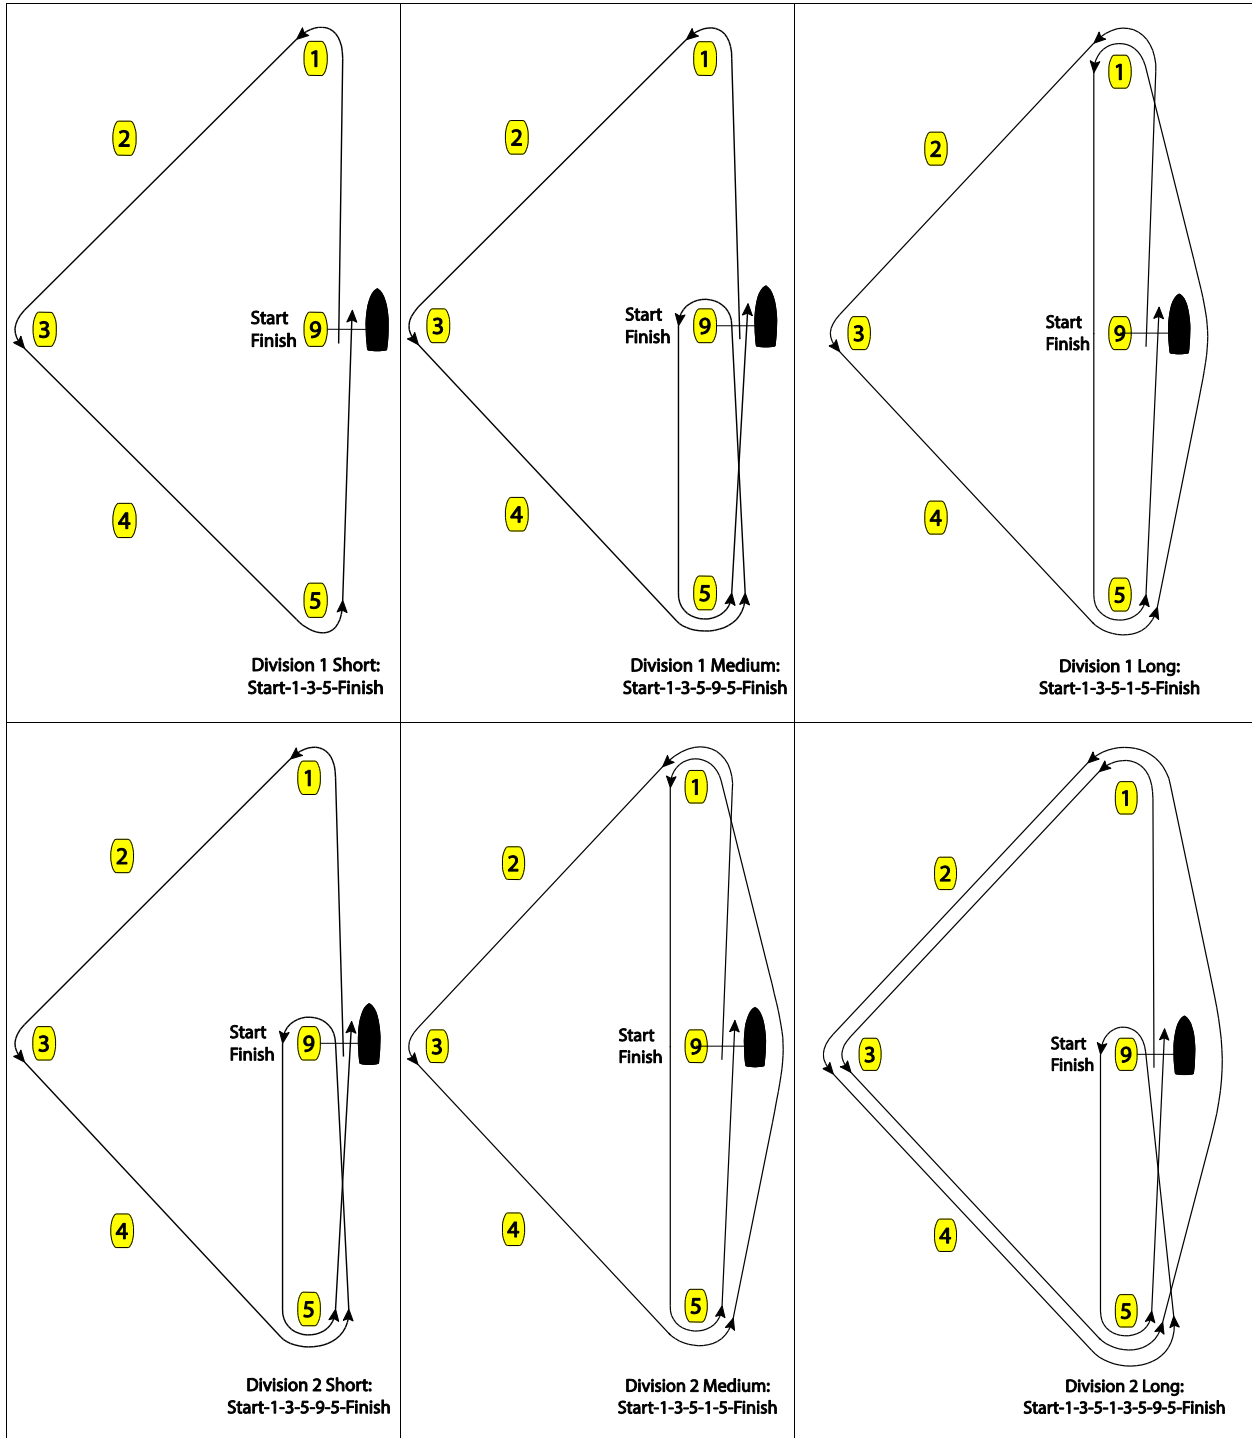 1
2
3
Start
Finish
9
4
5
Division 1 Short:
Start-1-3-5-Finish
1
2
3
Start
Finish
9
4
5
Division 1 Medium:
Start-1-3-5-9-5-Finish
1
2
3
Start
Finish
9
4
5
Division 1 Long:
Start-1-3-5-1-5-Finish
1
2
3
Start
Finish
9
4
5
Division 2 Short:
Start-1-3-5-9-5-Finish
1
2
3
Start
Finish
9
4
5
Division 2 Medium:
Start-1-3-5-1-5-Finish
1
2
3
Start
Finish
9
4
5
Division 2 Long:
Start-1-3-5-1-3-5-9-5-Finish